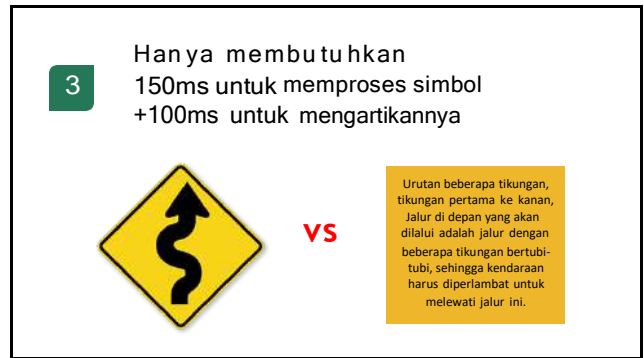 3
Hanya membutuhkan
150ms untuk memproses simbol
+100ms untuk mengartikannya
VS
Urutan beberapa tikungan,
tikungan pertama ke kanan,
Jalur di depan yang akan
dilalui adalah jalur dengan
beberapa tikungan bertubi-
tubi, sehingga kendaraan
harus diperlambat untuk
melewati jalur ini.